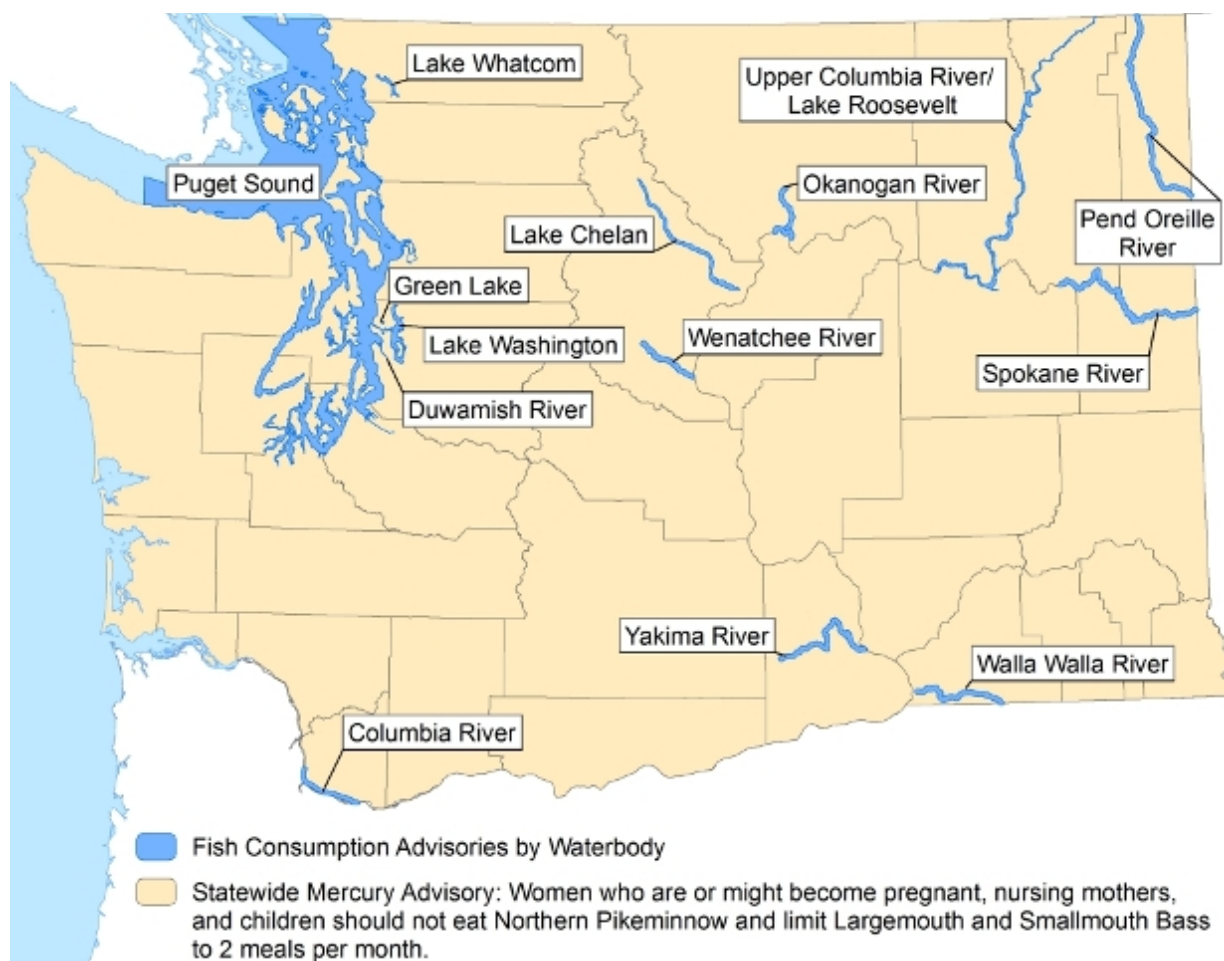 Lake Whatcom
Upper Columbia River/
Lake Roosevelt
Puget Sound
Okanogan River
Pend Oreille
River
Lake Chelan
Green Lake
Lake Washington
Wenatchee River
Spokane River
Duwamish River
Yakima River
Walla Walla River
Columbia River
Fish Consumption Advisories by Waterbody
Statewide Mercury Advisory: Women who are or might become pregnant, nursing mothers,
and children should not eat Northern Pikeminnow and limit Largemouth and Smallmouth Bass
to 2 meals per month.